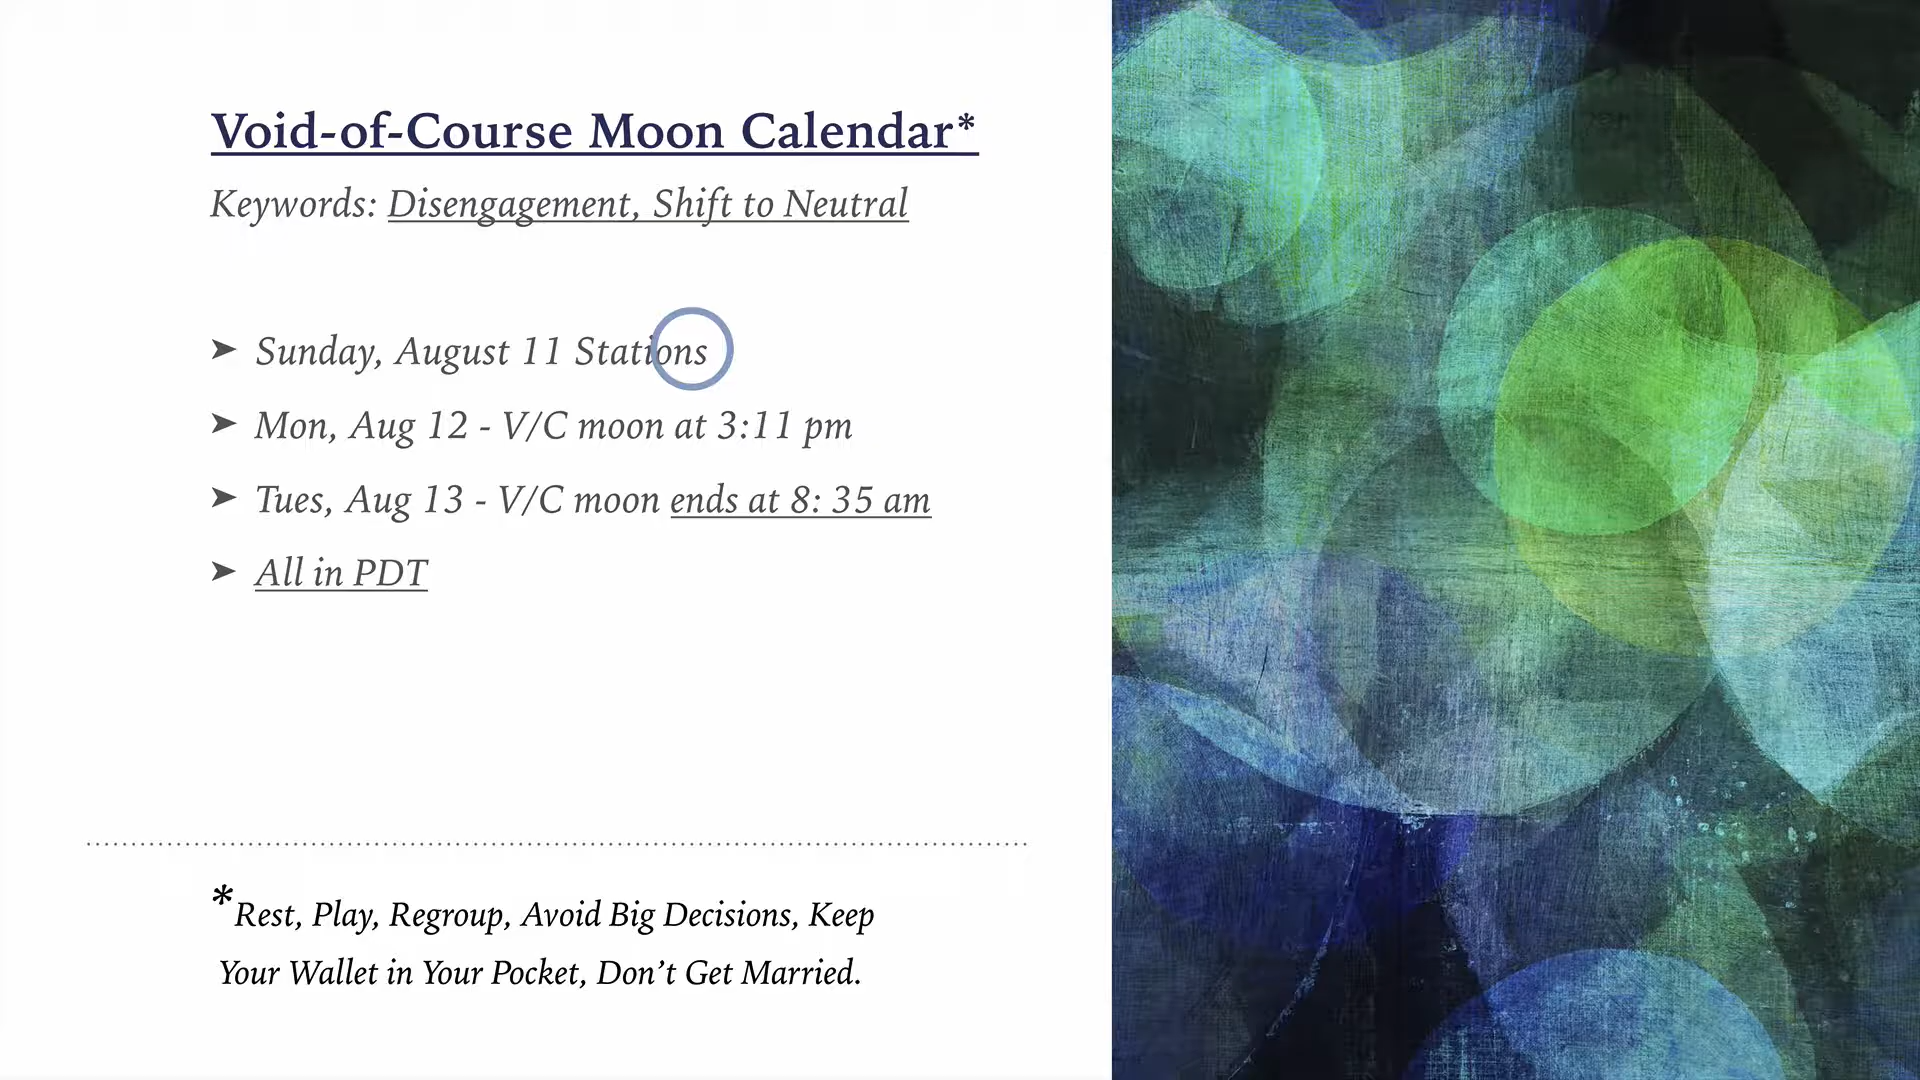 Void-of-Course Moon Calendar*
Keywords: Disengagement, Shift to Neutral
➤ Sunday, August 11 Stations
➤ Mon, Aug 12 - V/C moon at 3:11 pm
➤ Tues, Aug 13 - V/C moon ends at 8: 35 am
➤ All in PDT
*Rest, Play, Regroup, Avoid Big Decisions, Keep
Your Wallet in Your Pocket, Don’t Get Married.